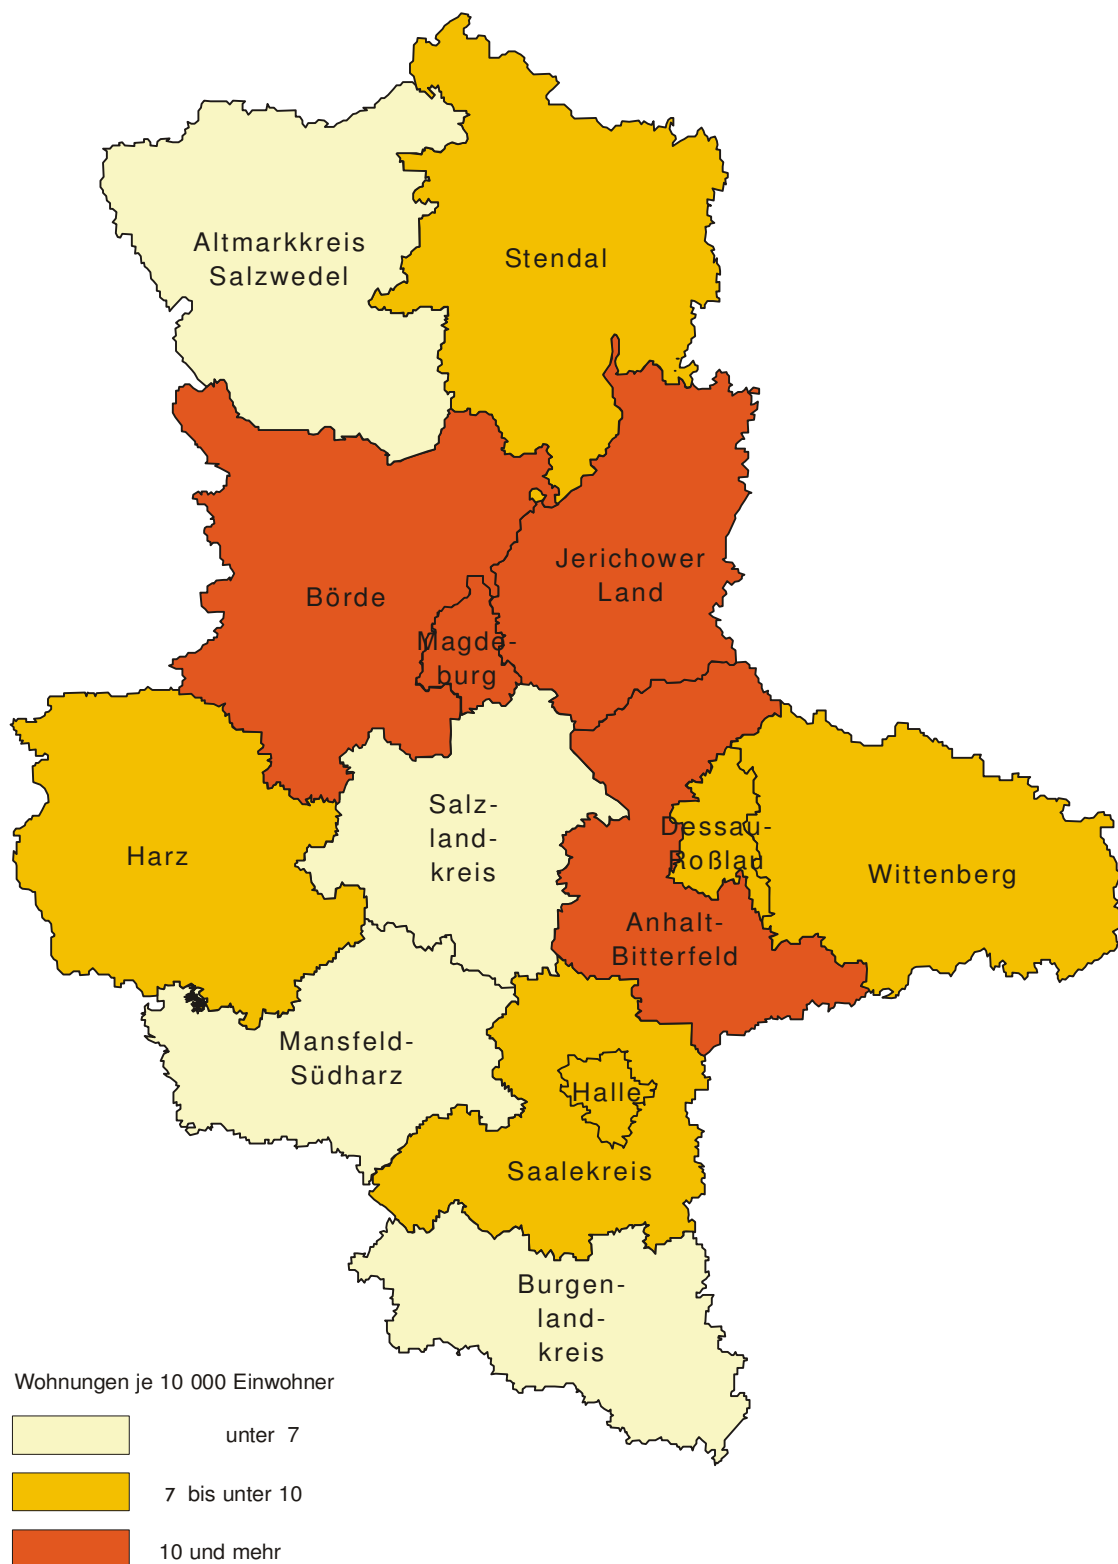 Altmarkkreis
Salzwedel
Stendal
Jerichower
Land
Börde
Magde-
burg
Salz-
land-
kreis
Harz
Dessau-
Roßlau
Wittenberg
Anhalt-
Bitterfeld
Mansfeld-
Südharz
Halle
Saalekreis
Burgen-
land-
kreis
Wohnungen je 10 000 Einwohner
unter 7
7 bis unter 10
10 und mehr